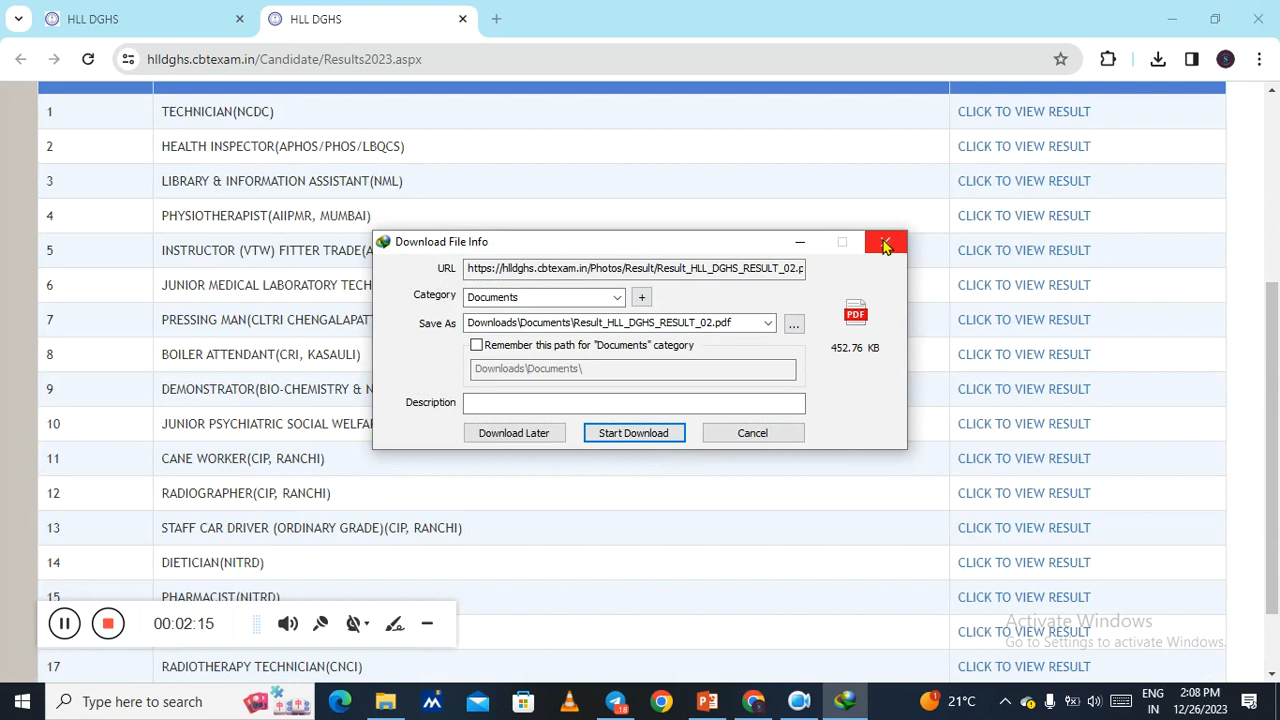 HLL DGHS
HLL DGHS
hlldghs.cbtexam.in/Candidate/Results2023.aspx
1 TECHNICIAN(NCDC) CLICK TO VIEW RESULT
2 HEALTH INSPECTOR(APHOS/PHOS/LBQCS) CLICK TO VIEW RESULT
3 LIBRARY & INFORMATION ASSISTANT(NML) CLICK TO VIEW RESULT
4 PHYSIOTHERAPIST(AIIPMR, MUMBAI) CLICK TO VIEW RESULT
5 INSTRUCTOR (VTW) FITTER TRADE(A CLICK TO VIEW RESULT
6 JUNIOR MEDICAL LABORATORY TECH CLICK TO VIEW RESULT
7 PRESSING MAN(CLTRI CHENGALAPAT CLICK TO VIEW RESULT
8 BOILER ATTENDANT(CRI, KASAULI) CLICK TO VIEW RESULT
9 DEMONSTRATOR(BIO-CHEMISTRY & N CLICK TO VIEW RESULT
10 JUNIOR PSYCHIATRIC SOCIAL WELFA CLICK TO VIEW RESULT
11 CANE WORKER(CIP, RANCHI) CLICK TO VIEW RESULT
12 RADIOGRAPHER(CIP, RANCHI) CLICK TO VIEW RESULT
13 STAFF CAR DRIVER (ORDINARY GRADE)(CIP, RANCHI) CLICK TO VIEW RESULT
14 DIETICIAN(NITRD) CLICK TO VIEW RESULT
15 PHARMACIST(NITRD) CLICK TO VIEW RESULT
CLICK TO VIEW RESULT
17 RADIOTHERAPY TECHNICIAN(CNCI) CLICK TO VIEW RESULT
Download File Info
URL https://hlldghs.cbtexam.in/Photos/Result/Result_HLL_DGHS_RESULT_02.p
Category Documents +
Save As Downloads\Documents\Result_HLL_DGHS_RESULT_02.pdf ...
PDF
452.76 KB
Remember this path for "Documents" category
Downloads\Documents\
Description
Download Later Start Download Cancel
00:02:15
Activate Windows
Go to Settings to activate Windows.
Type here to search
18
1
21°C
ENG
IN
2:08 PM
12/26/2023